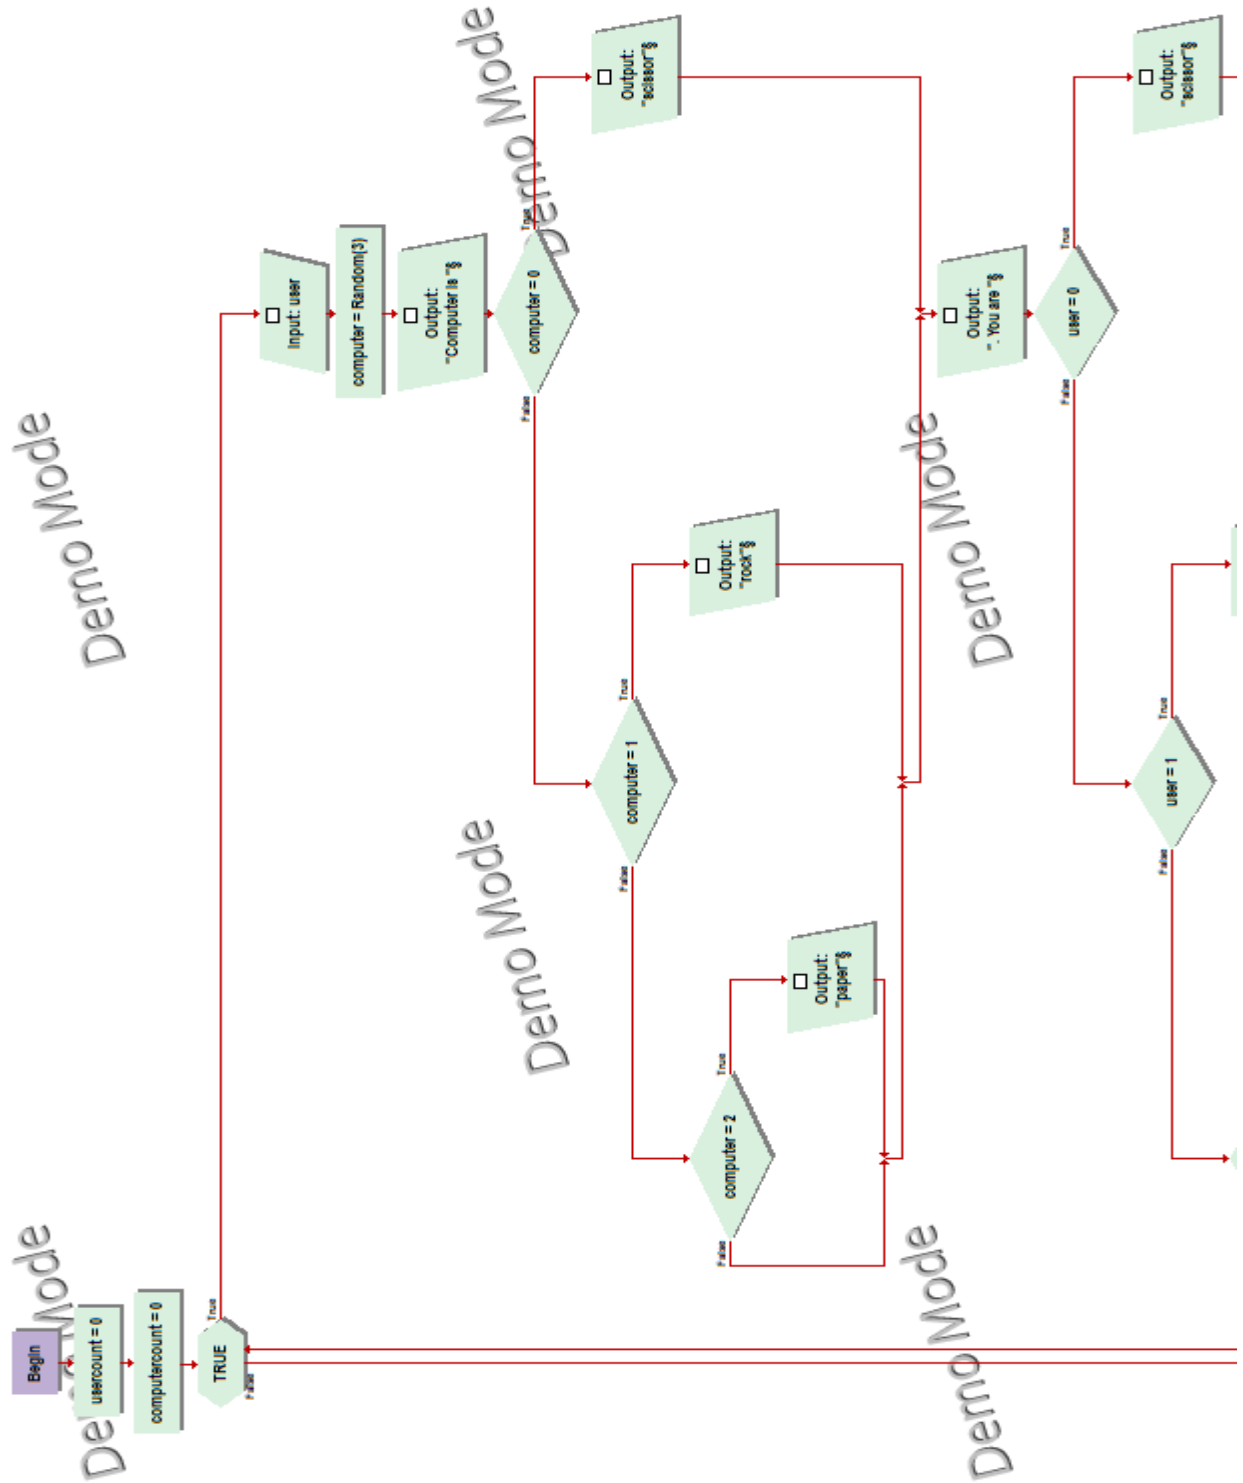 Begin
usercount = 0
computercount = 0
TRUE
True
False
Input: user
computer = Random(3)
Output:
"Computer is "§
computer = 0
True
False
Output:
"scissor"§
computer = 1
True
False
Output:
"rock"§
computer = 2
True
False
Output:
"paper"§
Output:
". You are "§
user = 0
True
False
Output:
"scissor"§
user = 1
True
False
Demo Mode
Demo Mode
Demo Mode
Demo Mode
Demo Mode
Demo Mode